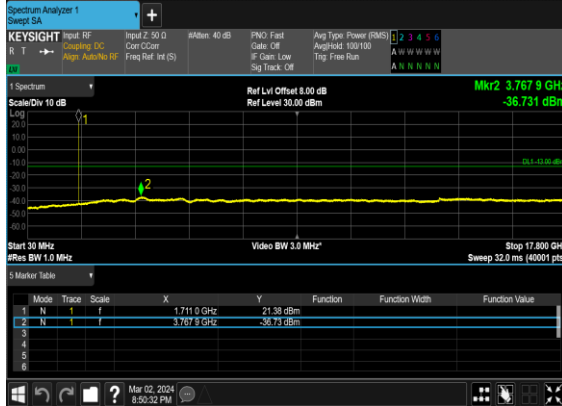 Spectrum Analyzer 1
Swept SA
+
KEYSIGHT Input: RF Input Z: 50 Ω #Atten: 40 dB PNO: Fast Avg Type: Power (RMS) 1 2 3 4 5 6
R T Coupling: DC Corr CCorr Gate: Off Avg|Hold: 100/100 A W W W W W
Align: Auto/No RF Freq Ref: Int (S) IF Gain: Low Trig: Free Run
Sig Track: Off A N N N N N
1 Spectrum Ref Lvl Offset 8.00 dB Mkr2 3.767 9 GHz
Scale/Div 10 dB Ref Level 30.00 dBm -36.731 dBm
Log
1
20.0
10.0
0.00
-10.0
DL1 -13.00 dBm
-20.0
-30.0
2
-40.0
-50.0
-60.0
Start 30 MHz Video BW 3.0 MHz* Stop 17.800 GHz
#Res BW 1.0 MHz Sweep 32.0 ms (40001 pts)
5 Marker Table
Mode Trace Scale X Y Function Function Width Function Value
1 N 1 f 1.711 0 GHz 21.38 dBm
2 N 1 f 3.767 9 GHz -36.73 dBm
3
4
5
6
? Mar 02, 2024
8:50:32 PM